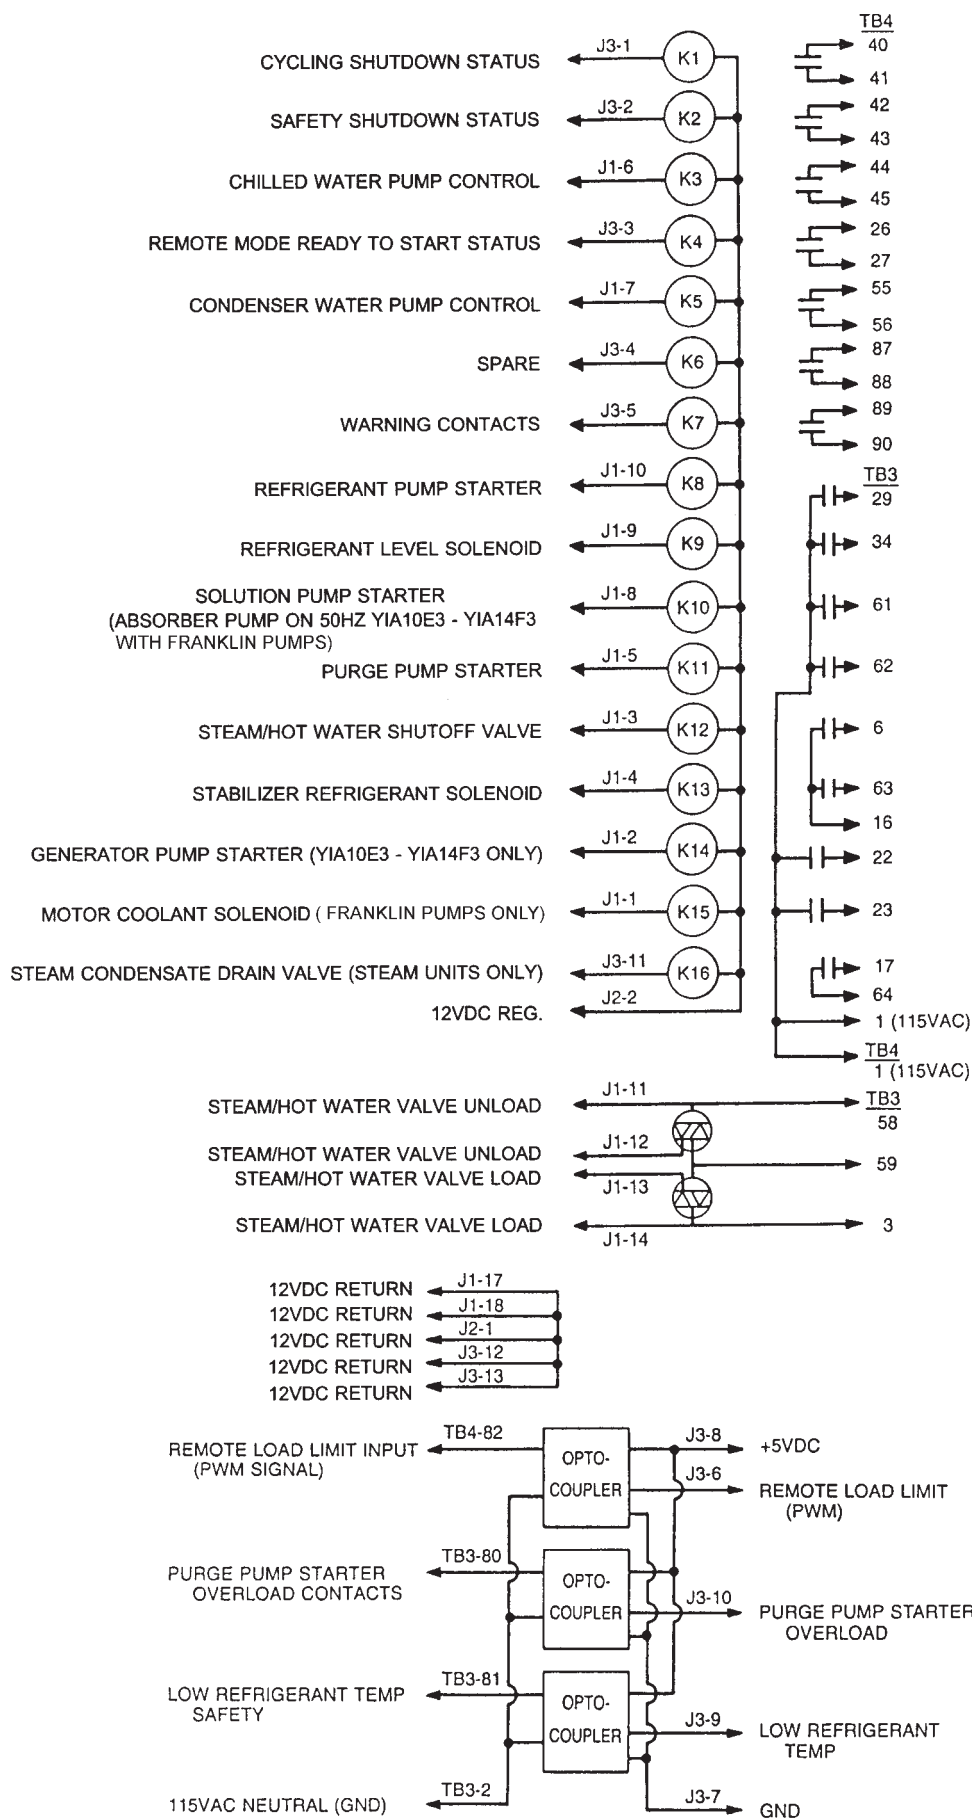 TB4
CYCLING SHUTDOWN STATUS J3-1 K1 40
41
SAFETY SHUTDOWN STATUS J3-2 K2 42
43
CHILLED WATER PUMP CONTROL J1-6 K3 44
45
REMOTE MODE READY TO START STATUS J3-3 K4 26
27
CONDENSER WATER PUMP CONTROL J1-7 K5 55
56
SPARE J3-4 K6 87
88
WARNING CONTACTS J3-5 K7 89
90
TB3
REFRIGERANT PUMP STARTER J1-10 K8 29
REFRIGERANT LEVEL SOLENOID J1-9 K9 34
SOLUTION PUMP STARTER J1-8 K10 61
(ABSORBER PUMP ON 50HZ YIA10E3 - YIA14F3
WITH FRANKLIN PUMPS)
PURGE PUMP STARTER J1-5 K11 62
STEAM/HOT WATER SHUTOFF VALVE J1-3 K12 6
STABILIZER REFRIGERANT SOLENOID J1-4 K13 63
16
GENERATOR PUMP STARTER (YIA10E3 - YIA14F3 ONLY) J1-2 K14 22
MOTOR COOLANT SOLENOID ( FRANKLIN PUMPS ONLY) J1-1 K15 23
STEAM CONDENSATE DRAIN VALVE (STEAM UNITS ONLY) J3-11 K16 17
64
12VDC REG. J2-2 1 (115VAC)
TB4
1 (115VAC)
STEAM/HOT WATER VALVE UNLOAD J1-11 TB3
58
STEAM/HOT WATER VALVE UNLOAD J1-12 59
STEAM/HOT WATER VALVE LOAD J1-13
STEAM/HOT WATER VALVE LOAD J1-14 3
12VDC RETURN J1-17
12VDC RETURN J1-18
12VDC RETURN J2-1
12VDC RETURN J3-12
12VDC RETURN J3-13
REMOTE LOAD LIMIT INPUT TB4-82 OPTO- J3-8 +5VDC
(PWM SIGNAL)
COUPLER J3-6 REMOTE LOAD LIMIT
(PWM)
PURGE PUMP STARTER TB3-80 OPTO-
OVERLOAD CONTACTS
COUPLER J3-10 PURGE PUMP STARTER
OVERLOAD
LOW REFRIGERANT TEMP TB3-81 OPTO-
SAFETY
COUPLER J3-9 LOW REFRIGERANT
TEMP
115VAC NEUTRAL (GND) TB3-2 J3-7 GND